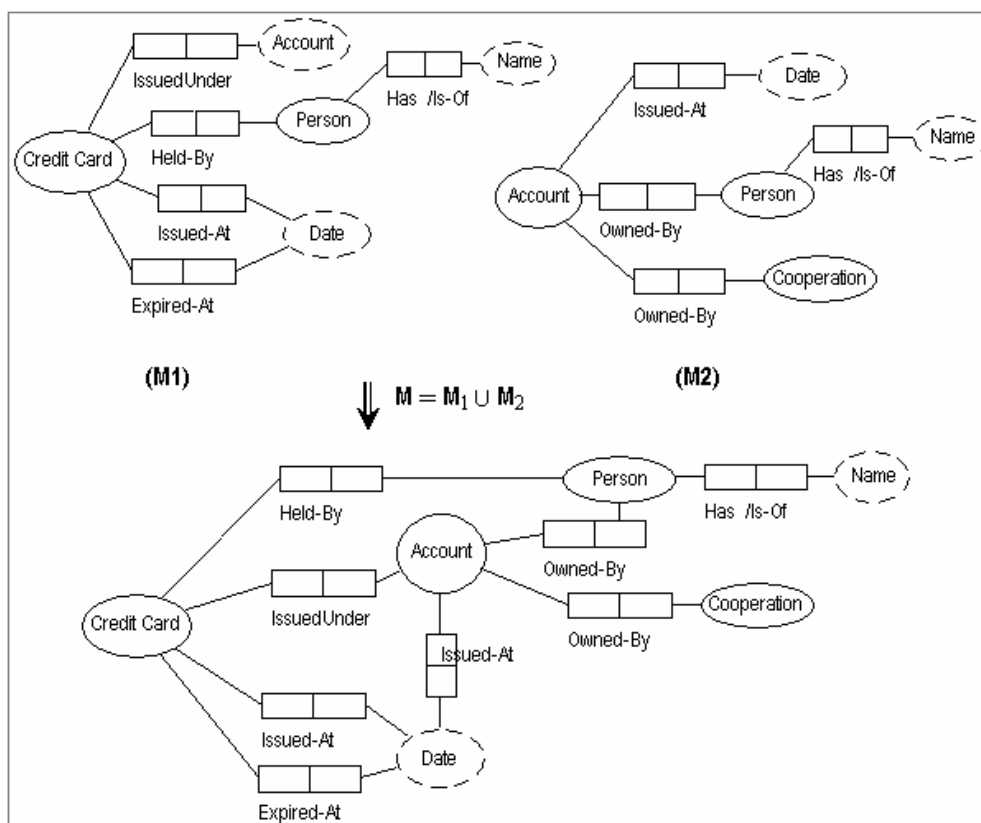 Account
IssuedUnder
Has /Is-Of
Name
Held-By
Person
Credit Card
Issued-At
Date
Expired-At
(M1)
Date
Issued-At
Has /Is-Of
Name
Account
Person
Owned-By
Cooperation
Owned-By
(M2)
M = M1 ∪ M2
Held-By
Person
Has /Is-Of
Name
Account
Owned-By
IssuedUnder
Credit Card
Owned-By
Cooperation
Issued-At
Issued-At
Date
Expired-At